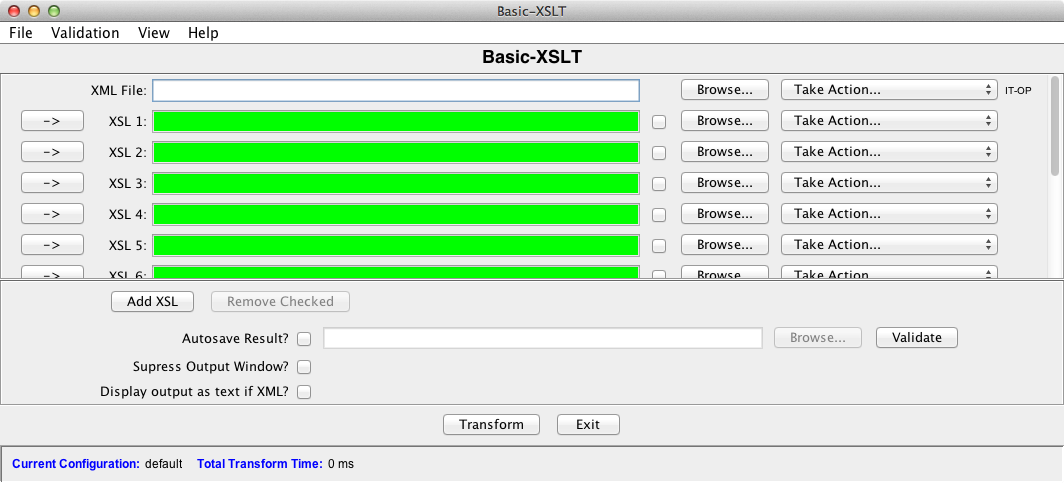 Basic-XSLT
File Validation View Help
Basic-XSLT
XML File: Browse... Take Action... IT-OP
-> XSL 1: Browse... Take Action...
-> XSL 2: Browse... Take Action...
-> XSL 3: Browse... Take Action...
-> XSL 4: Browse... Take Action...
-> XSL 5: Browse... Take Action...
-> XSL 6: Browse... Take Action...
Add XSL Remove Checked
Autosave Result? Browse... Validate
Supress Output Window?
Display output as text if XML?
Transform Exit
Current Configuration: default Total Transform Time: 0 ms